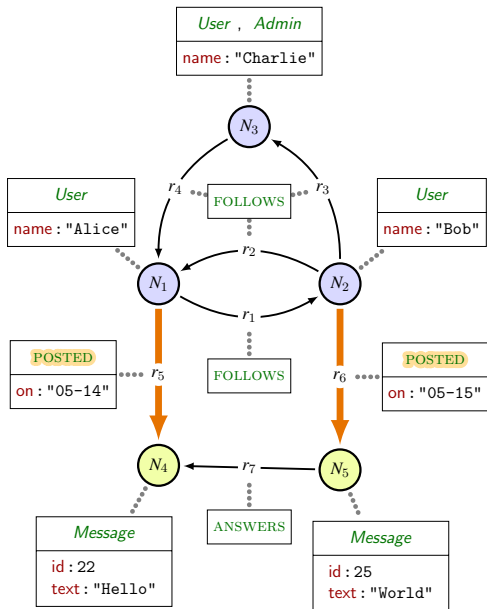 User , Admin
name : "Charlie"
N3
r4
FOLLOWS
r3
User
name : "Alice"
User
name : "Bob"
r2
N1
N2
r1
POSTED
on : "05-14"
r5
FOLLOWS
r6
POSTED
on : "05-15"
N4
r7
N5
ANSWERS
Message
id : 22
text : "Hello"
Message
id : 25
text : "World"